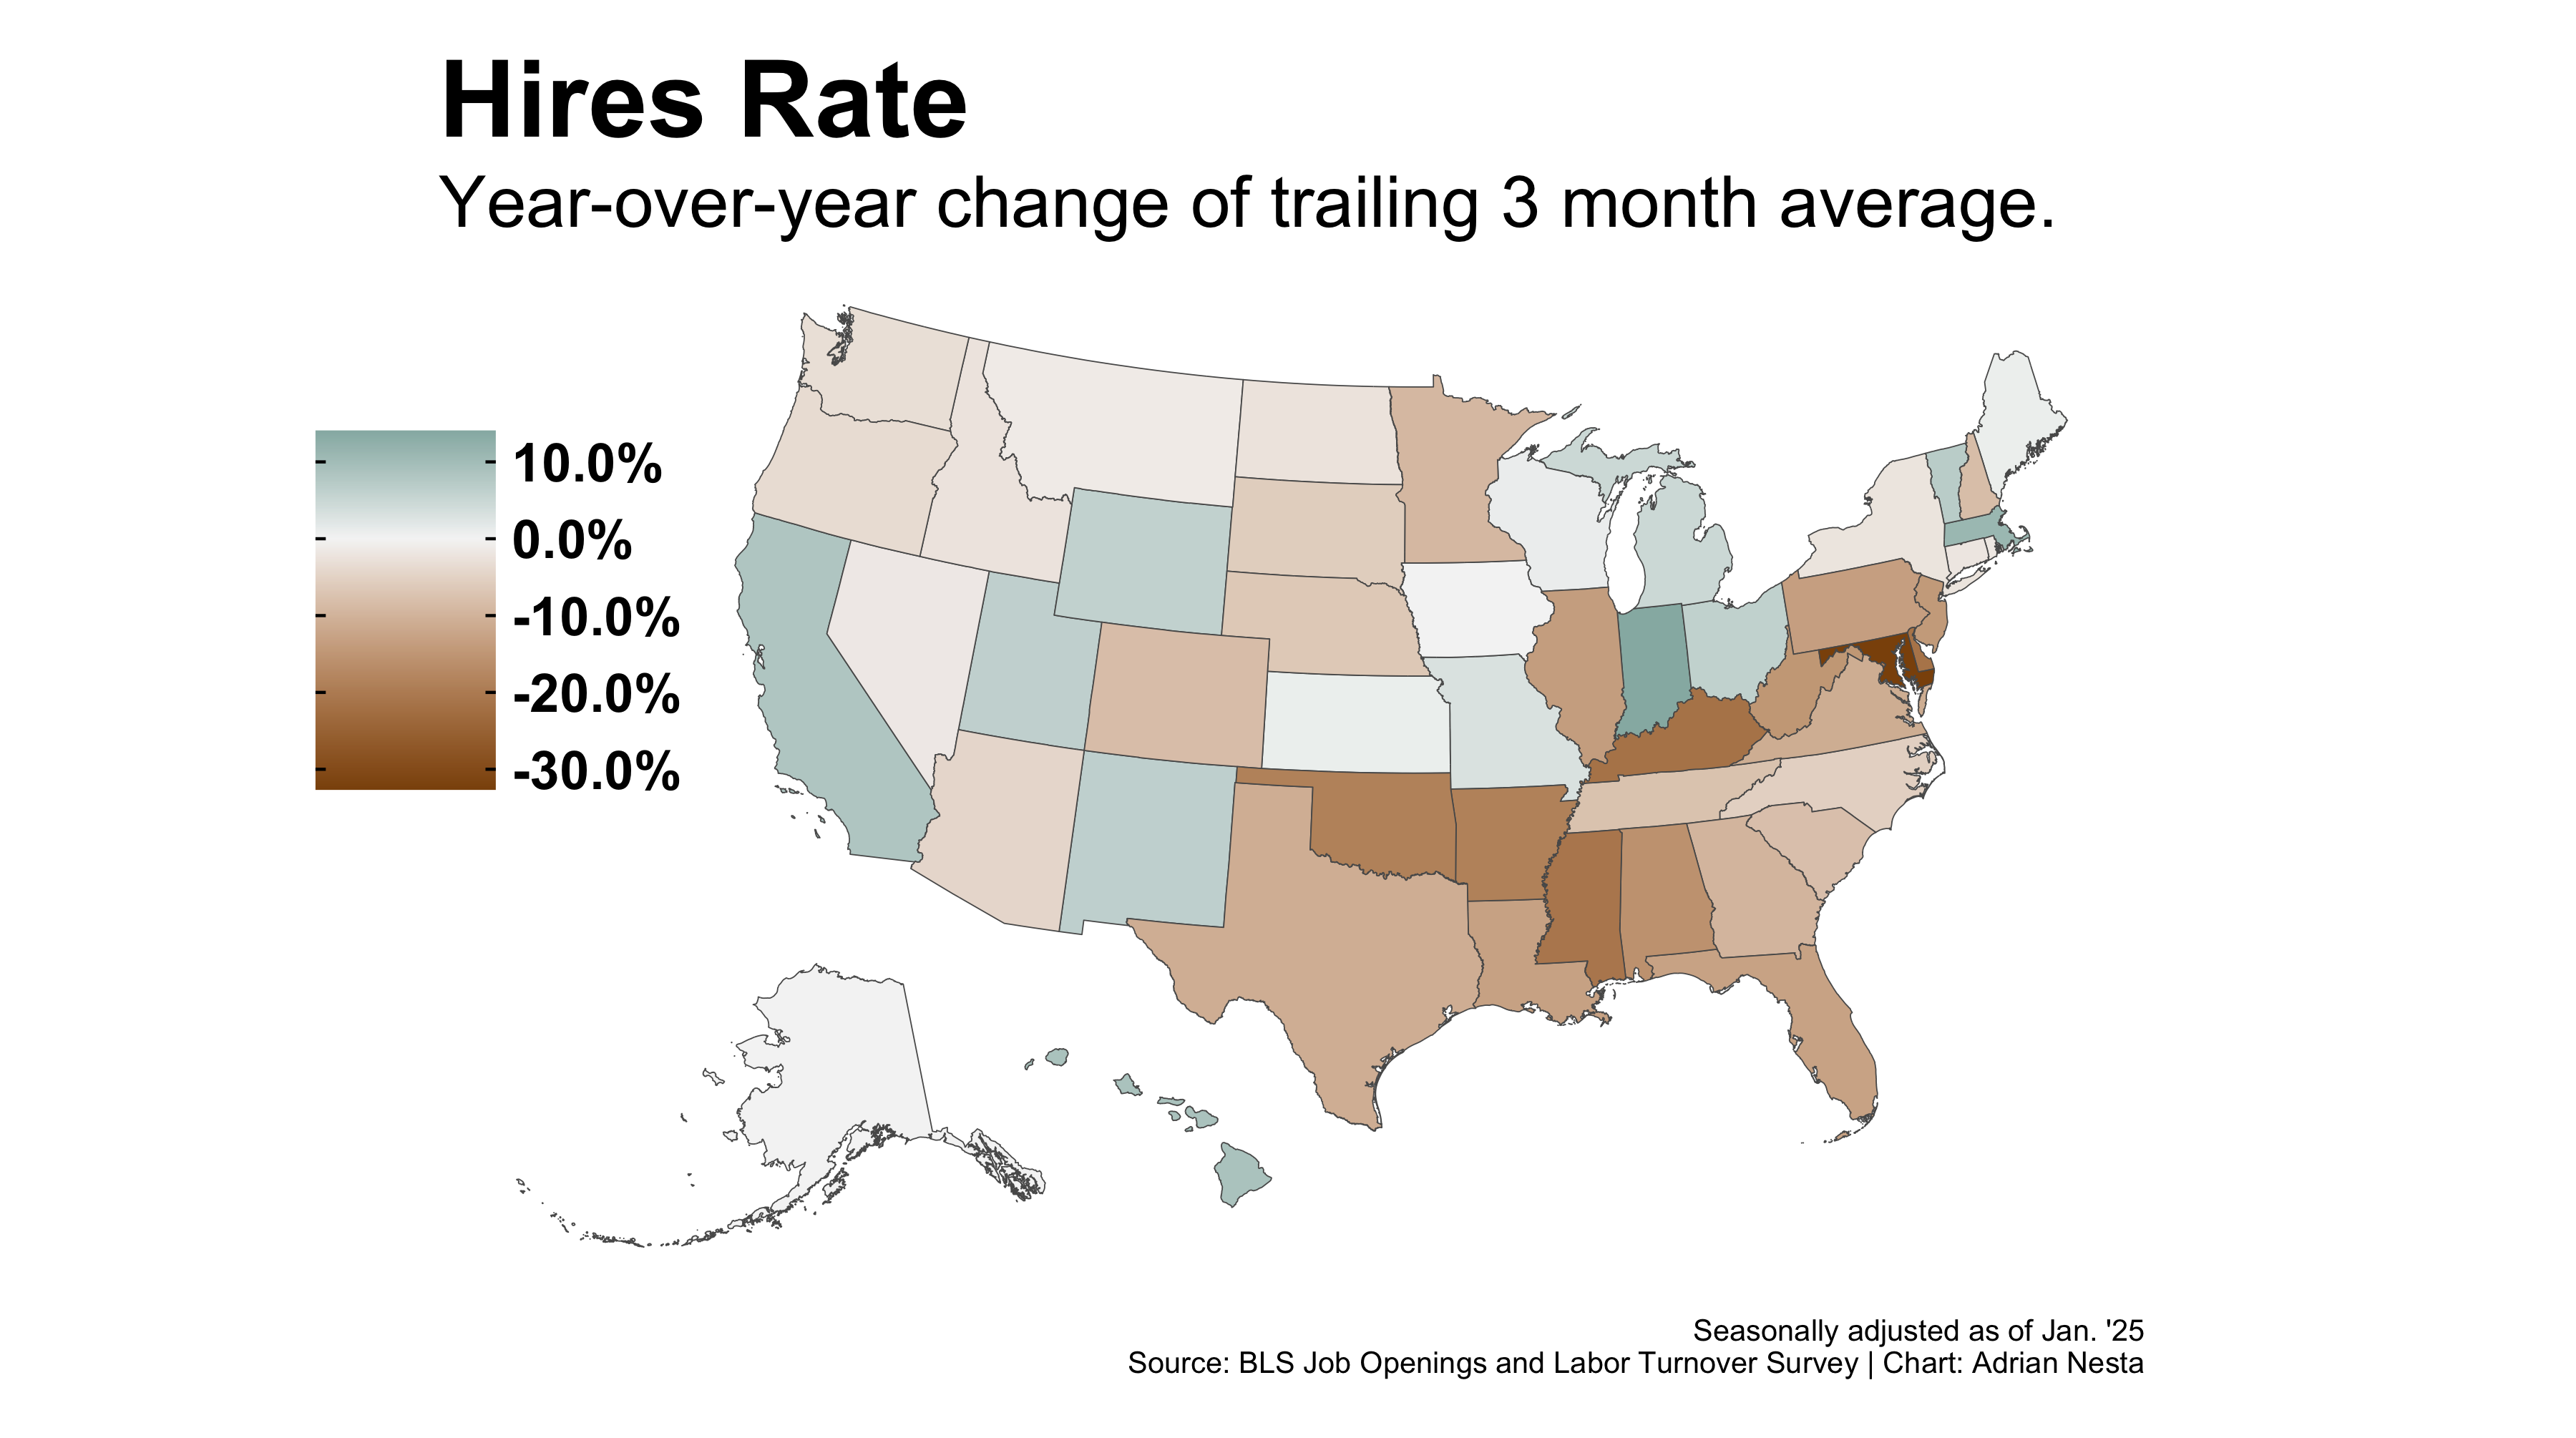 Hires Rate
Year-over-year change of trailing 3 month average.
10.0%
0.0%
-10.0%
-20.0%
-30.0%
Seasonally adjusted as of Jan. '25
Source: BLS Job Openings and Labor Turnover Survey | Chart: Adrian Nesta